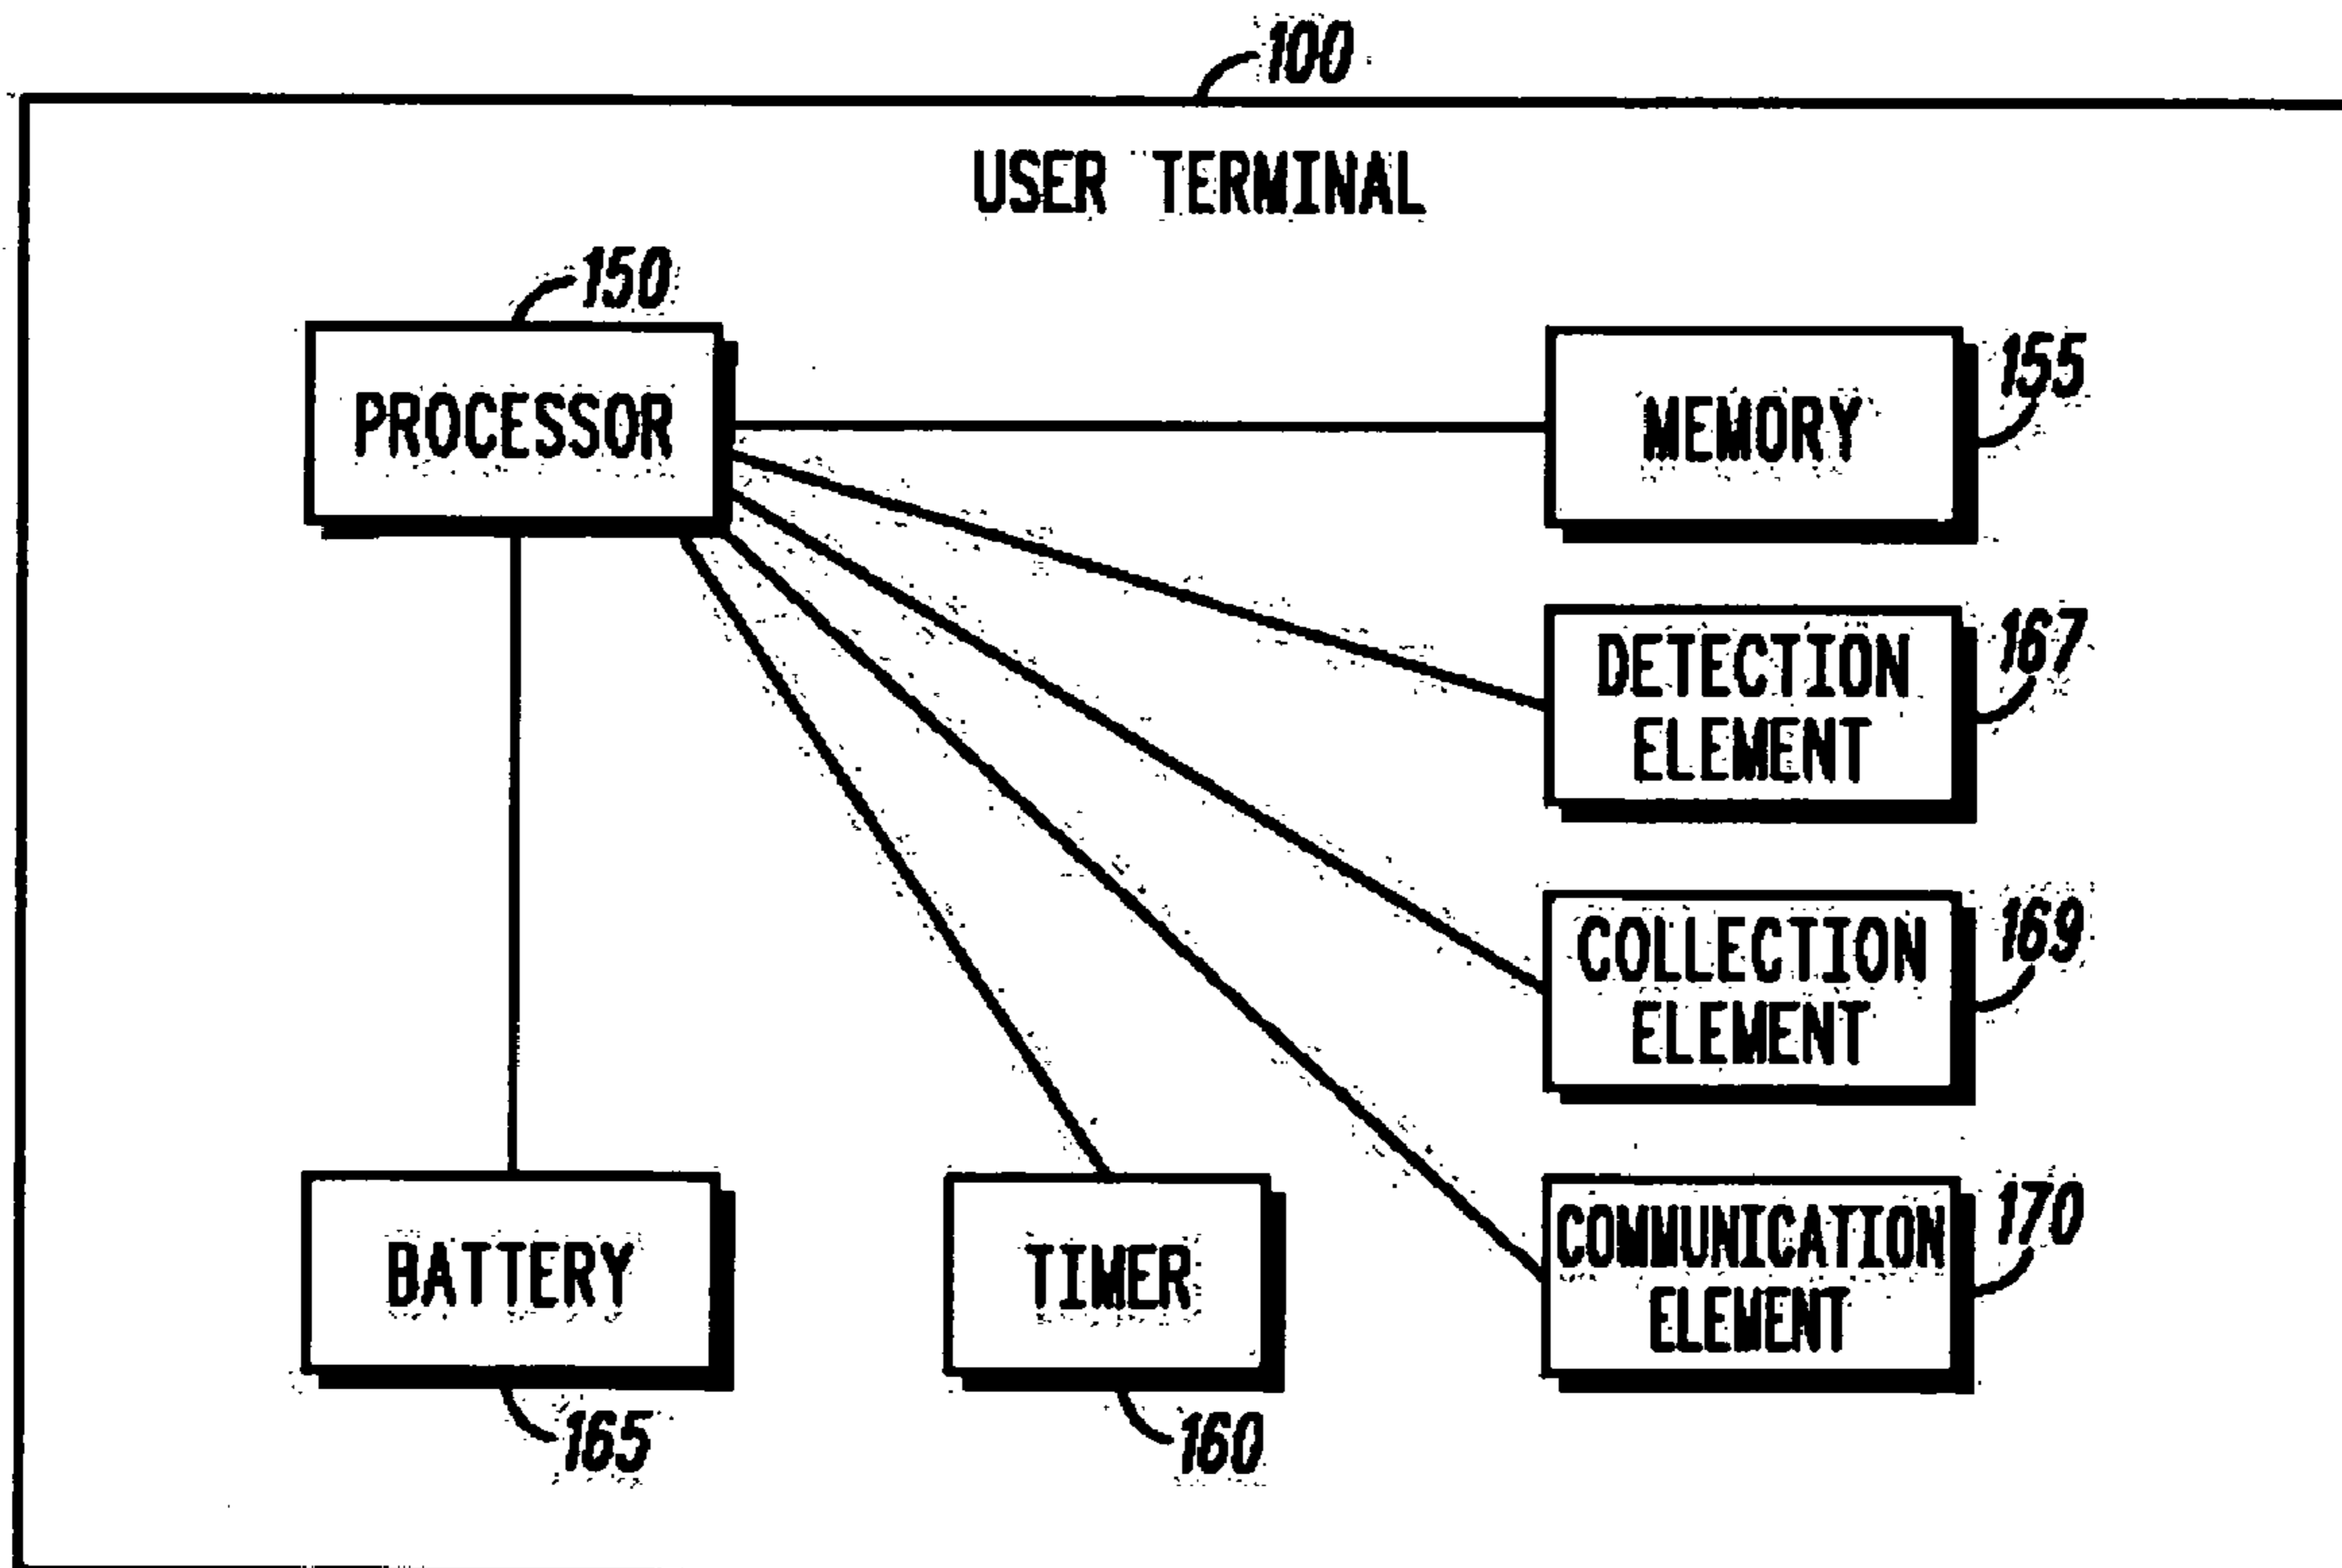 100
USER TERMINAL
150
PROCESSOR
MEMORY
155
DETECTION
ELEMENT
167
COLLECTION
ELEMENT
169
BATTERY
165
TIMER
160
COMMUNICATION
ELEMENT
170